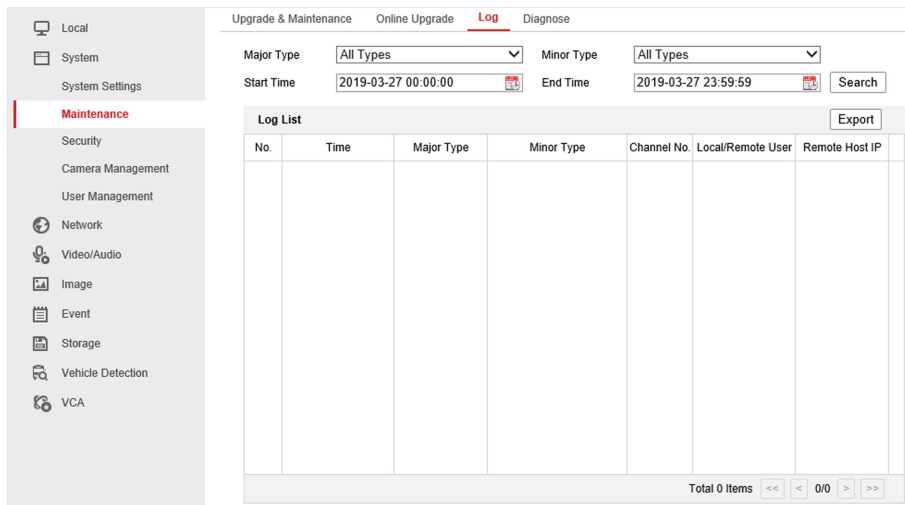 Local
System
System Settings
Maintenance
Security
Camera Management
User Management
Network
Video/Audio
Image
Event
Storage
Vehicle Detection
VCA
Upgrade & Maintenance Online Upgrade Log Diagnose
Major Type All Types Minor Type All Types
Start Time 2019-03-27 00:00:00 End Time 2019-03-27 23:59:59 Search
Log List Export
No. Time Major Type Minor Type Channel No. Local/Remote User Remote Host IP
Total 0 Items << < 0/0 > >>